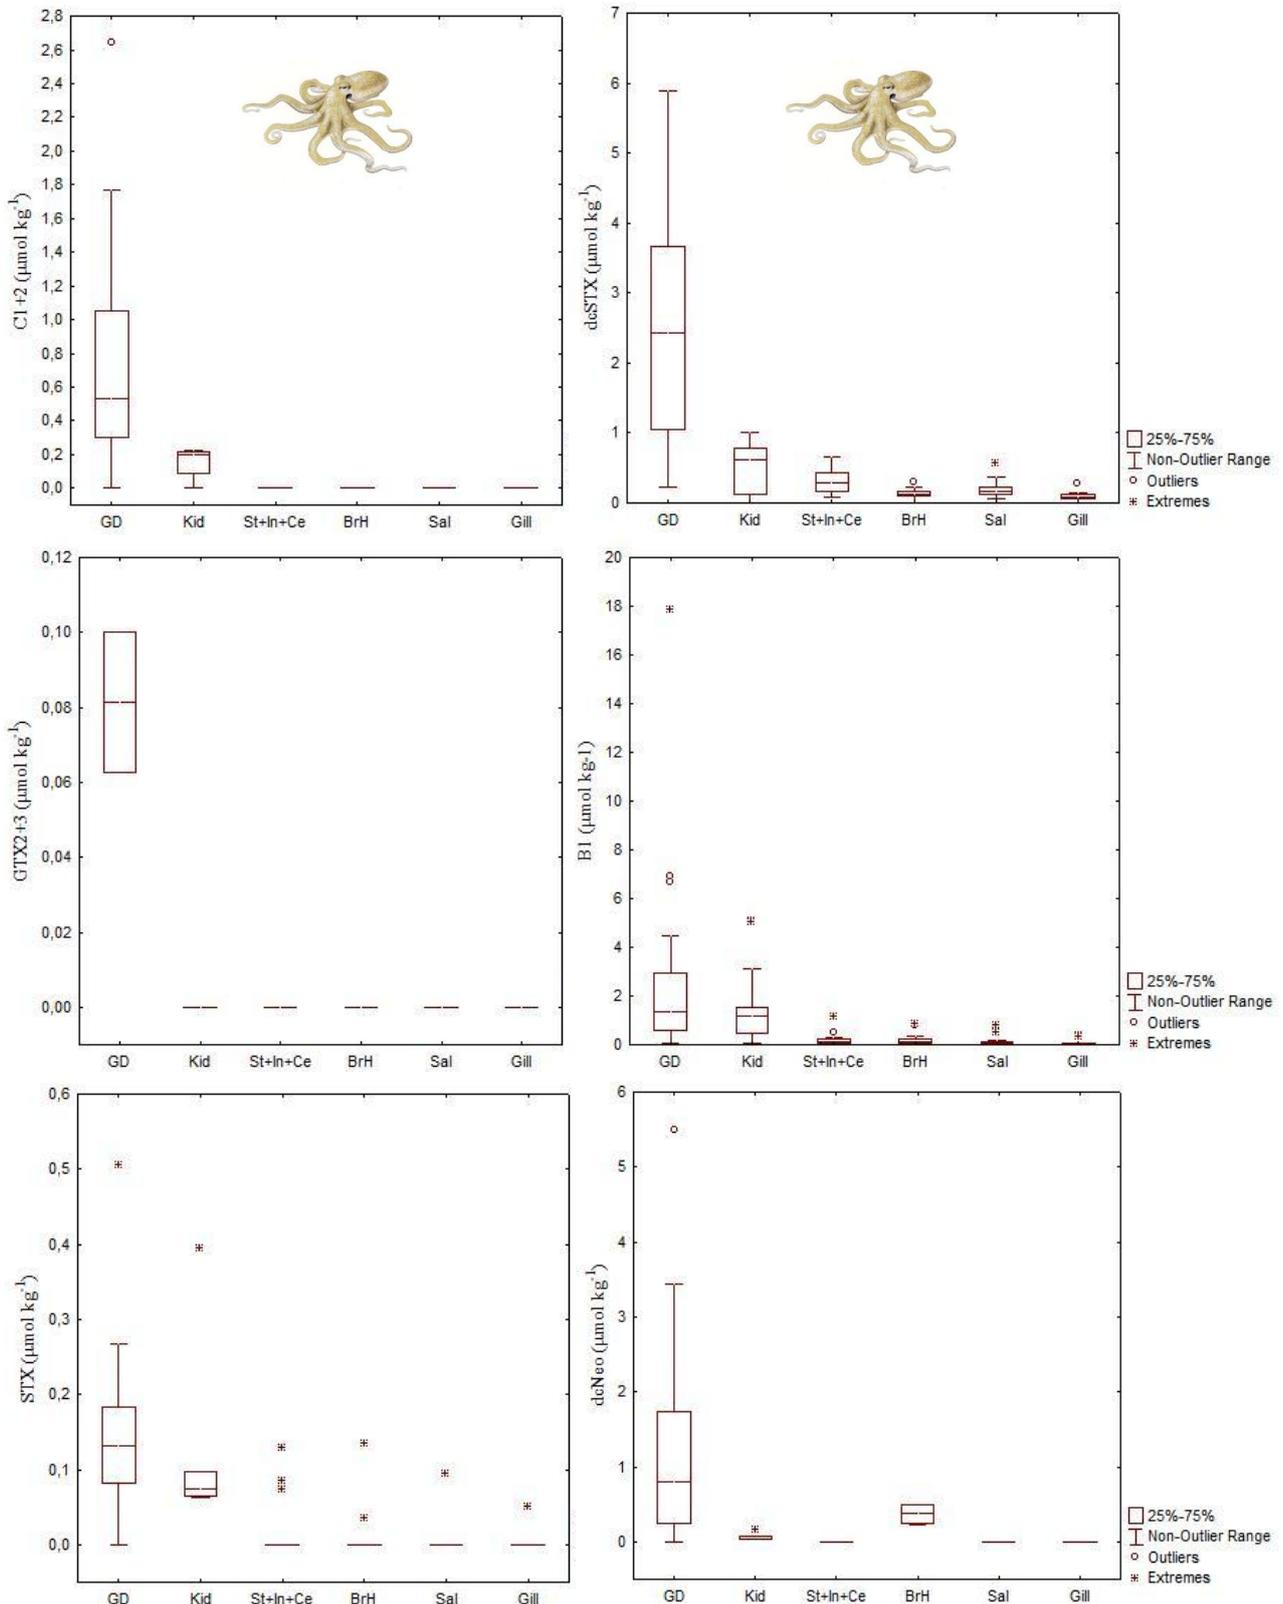 C1+2 (µmol kg-1)
2,8
2,6
2,4
2,2
2,0
1,8
1,6
1,4
1,2
1,0
0,8
0,6
0,4
0,2
0,0
GD Kid St+In+Ce BrH Sal Gill
dcSTX (µmol kg-1)
7
6
5
4
3
2
1
0
GD Kid St+In+Ce BrH Sal Gill
25%-75%
Non-Outlier Range
Outliers
Extremes
GTX2+3 (µmol kg-1)
0,12
0,10
0,08
0,06
0,04
0,02
0,00
GD Kid St+In+Ce BrH Sal Gill
B1 (µmol kg-1)
20
18
16
14
12
10
8
6
4
2
0
GD Kid St+In+Ce BrH Sal Gill
25%-75%
Non-Outlier Range
Outliers
Extremes
STX (µmol kg-1)
0,6
0,5
0,4
0,3
0,2
0,1
0,0
GD Kid St+In+Ce BrH Sal Gill
dcNeo (µmol kg-1)
6
5
4
3
2
1
0
GD Kid St+In+Ce BrH Sal Gill
25%-75%
Non-Outlier Range
Outliers
Extremes